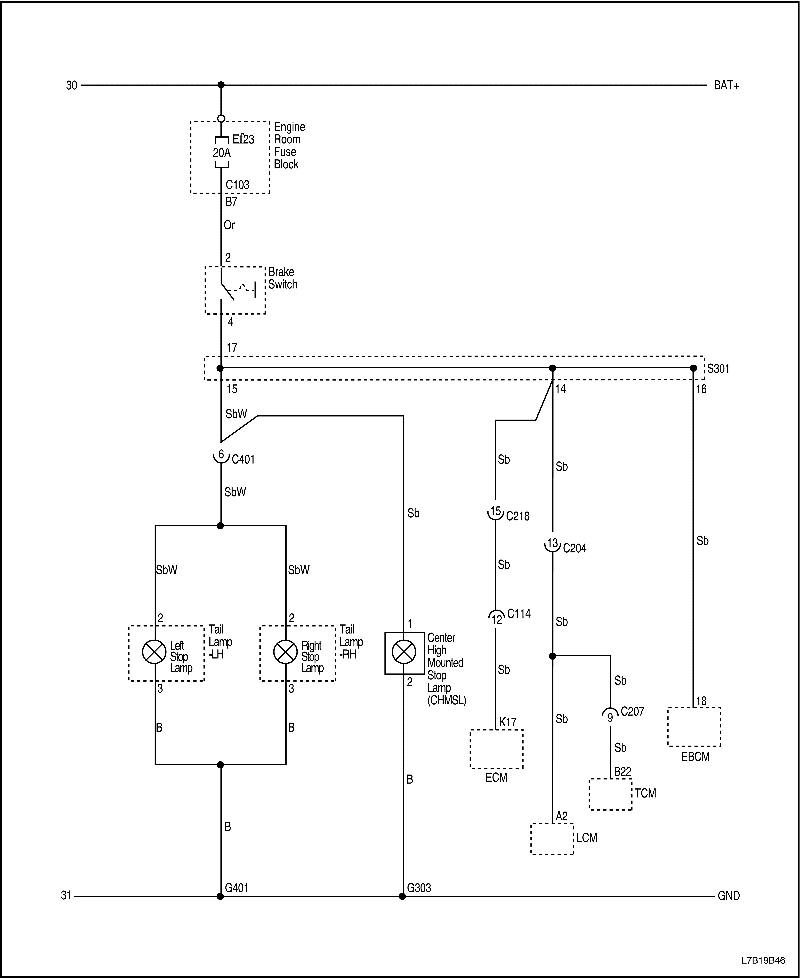 30
BAT+
Ef23
20A
Engine
Room
Fuse
Block
C103
B7
Or
2
Brake
Switch
4
17
S301
15
14
16
SbW
6
C401
SbW
Sb
Sb
15
C218
Sb
13
C204
Sb
Sb
Sb
SbW
SbW
12
C114
Sb
Sb
2
Left
Stop
Lamp
Tail
Lamp
-LH
3
2
Right
Stop
Lamp
Tail
Lamp
-RH
3
1
Center
High
Mounted
Stop
Lamp
(CHMSL)
2
B
B
B
B
K17
ECM
Sb
Sb
9
C207
Sb
B22
TCM
A2
LCM
18
EBCM
31
G401
G303
GND
L7B19B46